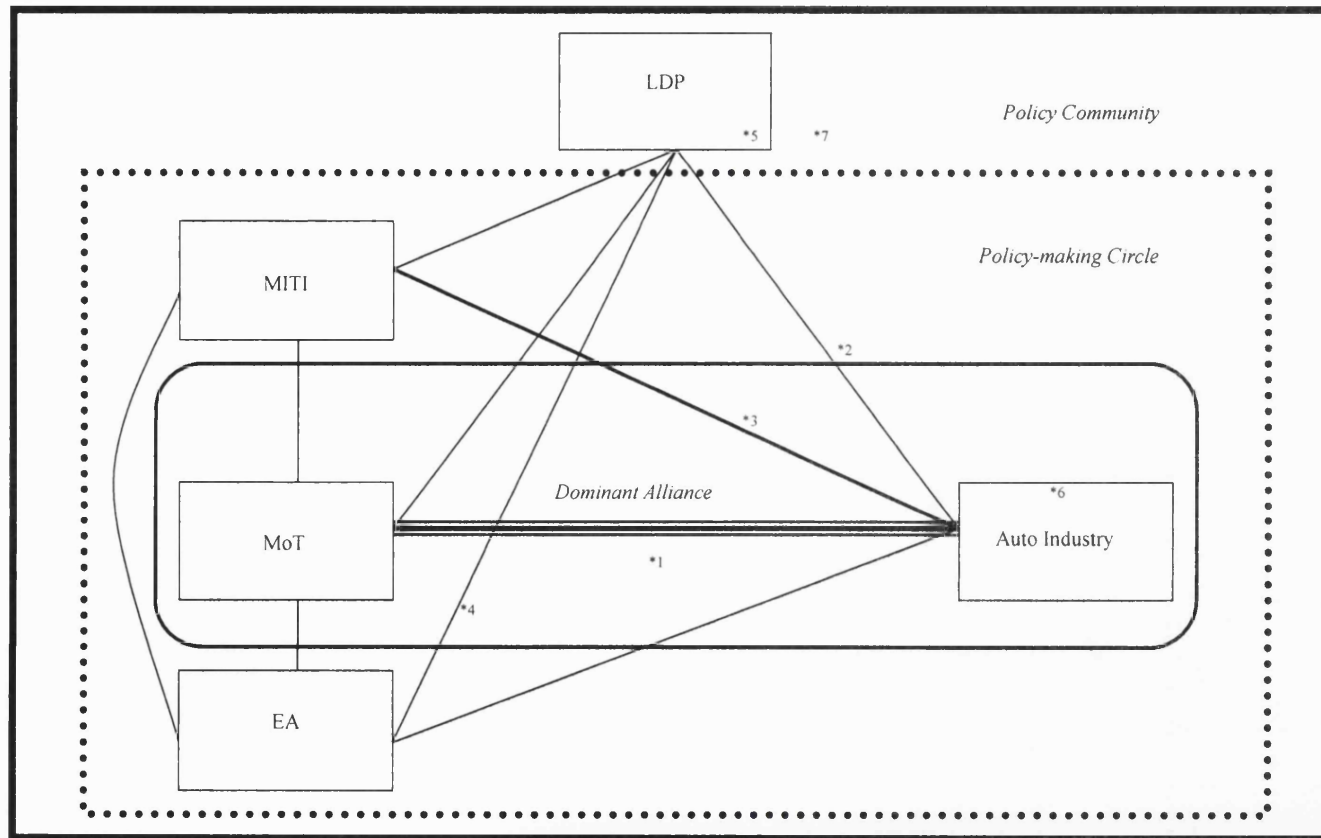 LDP
Policy Community
*5
*7
Policy-making Circle
MITI
*2
*3
Dominant Alliance
*6
MoT
Auto Industry
*1
*4
EA